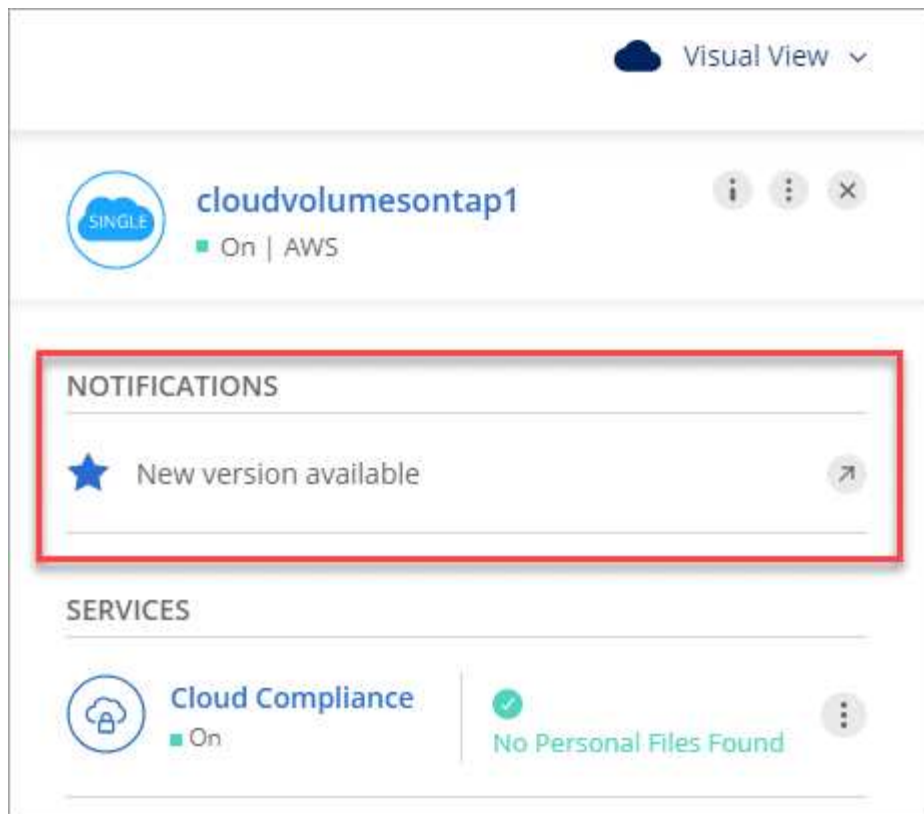 Visual View
SINGLE
cloudvolumesontap1
On | AWS
NOTIFICATIONS
New version available
SERVICES
Cloud Compliance
On
No Personal Files Found